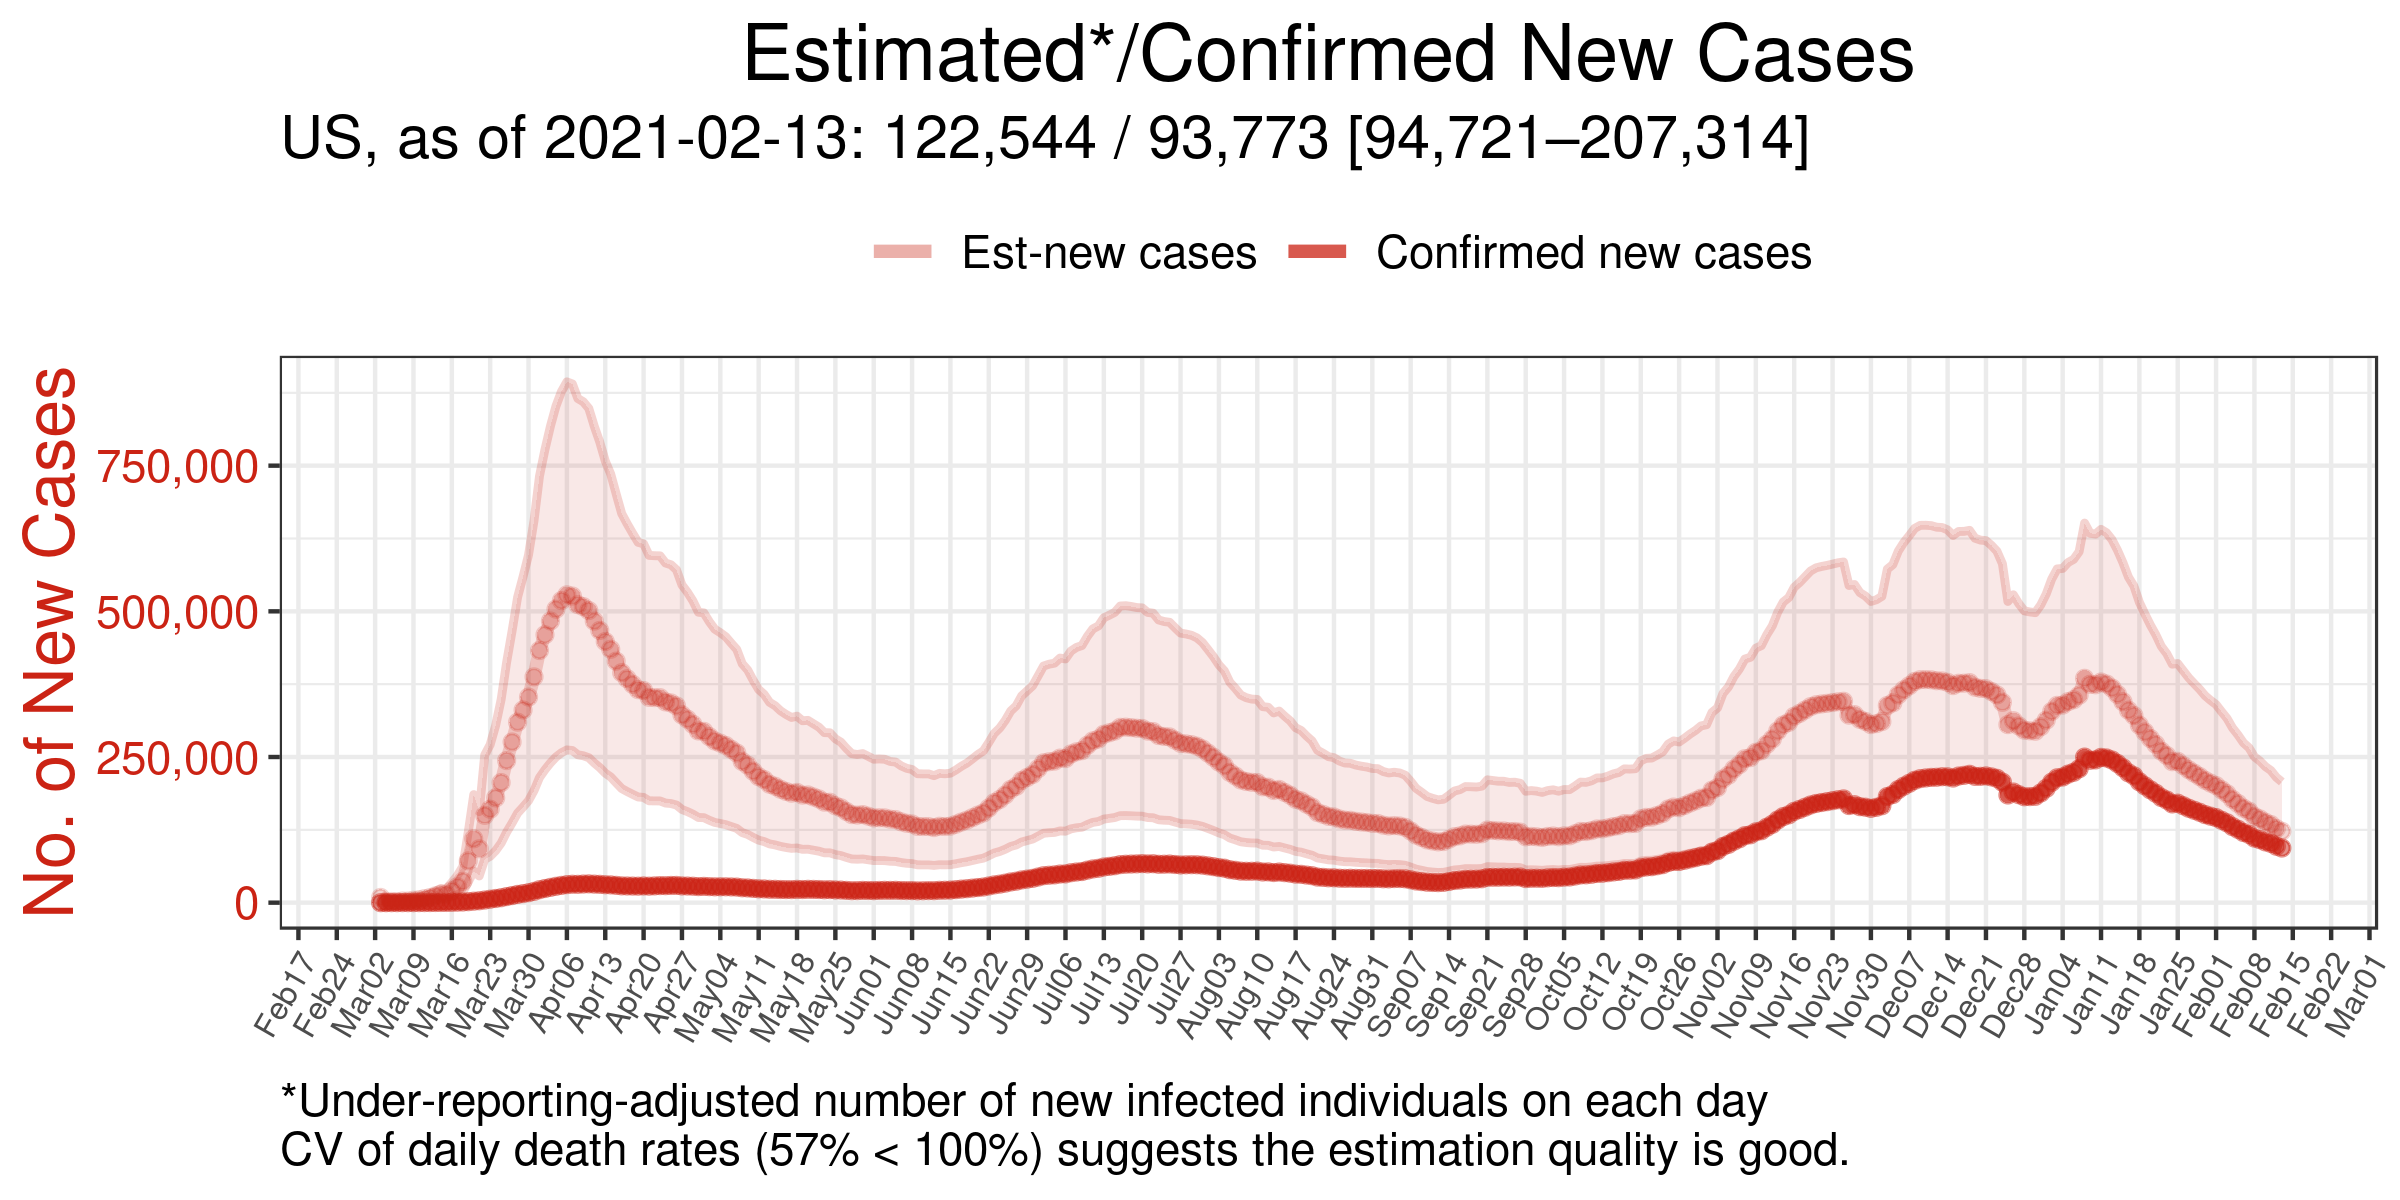 Estimated*/Confirmed New Cases
US, as of 2021-02-13: 122,544 / 93,773 [94,721–207,314]
Est-new cases Confirmed new cases
No. of New Cases
750,000
500,000
250,000
0
Feb17 Feb24 Mar02 Mar09 Mar16 Mar23 Mar30 Apr06 Apr13 Apr20 Apr27 May04 May11 May18 May25 Jun01 Jun08 Jun15 Jun22 Jun29 Jul06 Jul13 Jul20 Jul27 Aug03 Aug10 Aug17 Aug24 Aug31 Sep07 Sep14 Sep21 Sep28 Oct05 Oct12 Oct19 Oct26 Nov02 Nov09 Nov16 Nov23 Nov30 Dec07 Dec14 Dec21 Dec28 Jan04 Jan11 Jan18 Jan25 Feb01 Feb08 Feb15 Feb22 Mar01
*Under-reporting-adjusted number of new infected individuals on each day
CV of daily death rates (57% < 100%) suggests the estimation quality is good.